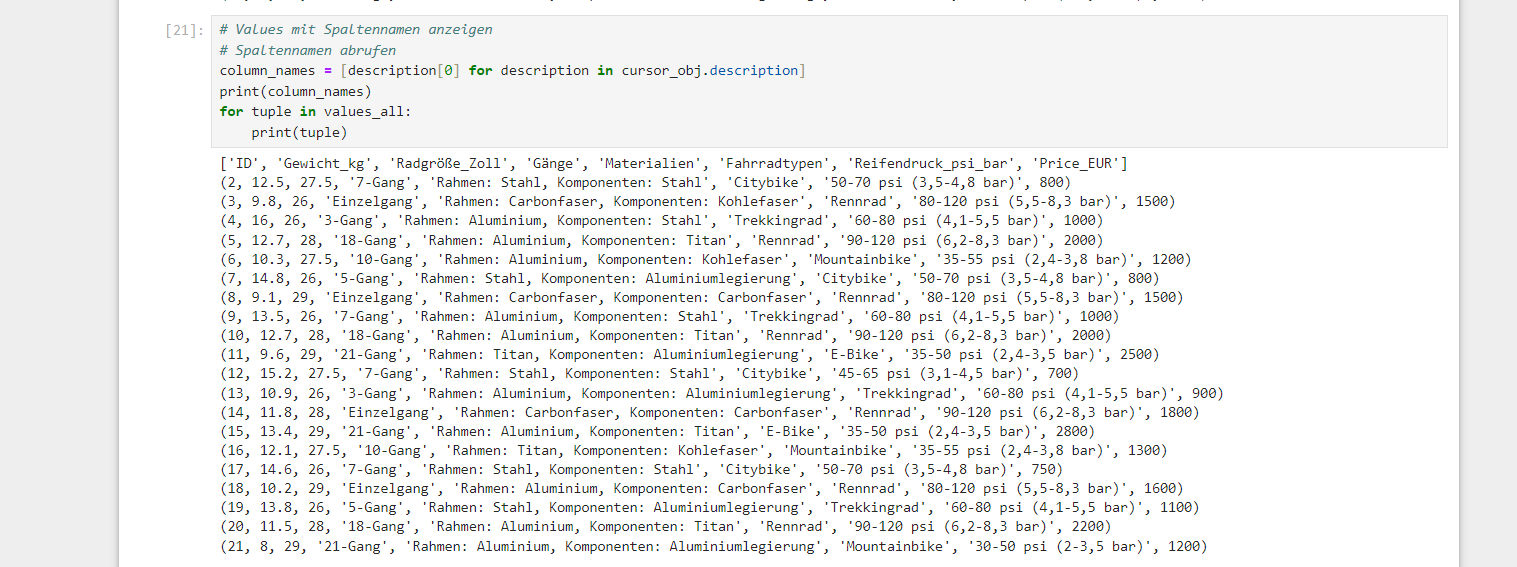 [21]: # Values mit Spaltennamen anzeigen
# Spaltennamen abrufen
column_names = [description[0] for description in cursor_obj.description]
print(column_names)
for tuple in values_all:
    print(tuple)
['ID', 'Gewicht_kg', 'Radgröße_Zoll', 'Gänge', 'Materialien', 'Fahrradtypen', 'Reifendruck_psi_bar', 'Price_EUR']
(2, 12.5, 27.5, '7-Gang', 'Rahmen: Stahl, Komponenten: Stahl', 'Citybike', '50-70 psi (3,5-4,8 bar)', 800)
(3, 9.8, 26, 'Einzelgang', 'Rahmen: Carbonfaser, Komponenten: Kohlefaser', 'Rennrad', '80-120 psi (5,5-8,3 bar)', 1500)
(4, 16, 26, '3-Gang', 'Rahmen: Aluminium, Komponenten: Stahl', 'Trekkingrad', '60-80 psi (4,1-5,5 bar)', 1000)
(5, 12.7, 28, '18-Gang', 'Rahmen: Aluminium, Komponenten: Titan', 'Rennrad', '90-120 psi (6,2-8,3 bar)', 2000)
(6, 10.3, 27.5, '10-Gang', 'Rahmen: Aluminium, Komponenten: Kohlefaser', 'Mountainbike', '35-55 psi (2,4-3,8 bar)', 1200)
(7, 14.8, 26, '5-Gang', 'Rahmen: Stahl, Komponenten: Aluminiumlegierung', 'Citybike', '50-70 psi (3,5-4,8 bar)', 800)
(8, 9.1, 29, 'Einzelgang', 'Rahmen: Carbonfaser, Komponenten: Carbonfaser', 'Rennrad', '80-120 psi (5,5-8,3 bar)', 1500)
(9, 13.5, 26, '7-Gang', 'Rahmen: Aluminium, Komponenten: Stahl', 'Trekkingrad', '60-80 psi (4,1-5,5 bar)', 1000)
(10, 12.7, 28, '18-Gang', 'Rahmen: Aluminium, Komponenten: Titan', 'Rennrad', '90-120 psi (6,2-8,3 bar)', 2000)
(11, 9.6, 29, '21-Gang', 'Rahmen: Titan, Komponenten: Aluminiumlegierung', 'E-Bike', '35-50 psi (2,4-3,5 bar)', 2500)
(12, 15.2, 27.5, '7-Gang', 'Rahmen: Stahl, Komponenten: Stahl', 'Citybike', '45-65 psi (3,1-4,5 bar)', 700)
(13, 10.9, 26, '3-Gang', 'Rahmen: Aluminium, Komponenten: Aluminiumlegierung', 'Trekkingrad', '60-80 psi (4,1-5,5 bar)', 900)
(14, 11.8, 28, 'Einzelgang', 'Rahmen: Carbonfaser, Komponenten: Carbonfaser', 'Rennrad', '90-120 psi (6,2-8,3 bar)', 1800)
(15, 13.4, 29, '21-Gang', 'Rahmen: Aluminium, Komponenten: Titan', 'E-Bike', '35-50 psi (2,4-3,5 bar)', 2800)
(16, 12.1, 27.5, '10-Gang', 'Rahmen: Titan, Komponenten: Kohlefaser', 'Mountainbike', '35-55 psi (2,4-3,8 bar)', 1300)
(17, 14.6, 26, '7-Gang', 'Rahmen: Stahl, Komponenten: Stahl', 'Citybike', '50-70 psi (3,5-4,8 bar)', 750)
(18, 10.2, 29, 'Einzelgang', 'Rahmen: Aluminium, Komponenten: Carbonfaser', 'Rennrad', '80-120 psi (5,5-8,3 bar)', 1600)
(19, 13.8, 26, '5-Gang', 'Rahmen: Stahl, Komponenten: Aluminiumlegierung', 'Trekkingrad', '60-80 psi (4,1-5,5 bar)', 1100)
(20, 11.5, 28, '18-Gang', 'Rahmen: Aluminium, Komponenten: Titan', 'Rennrad', '90-120 psi (6,2-8,3 bar)', 2200)
(21, 8, 29, '21-Gang', 'Rahmen: Aluminium, Komponenten: Aluminiumlegierung', 'Mountainbike', '30-50 psi (2-3,5 bar)', 1200)